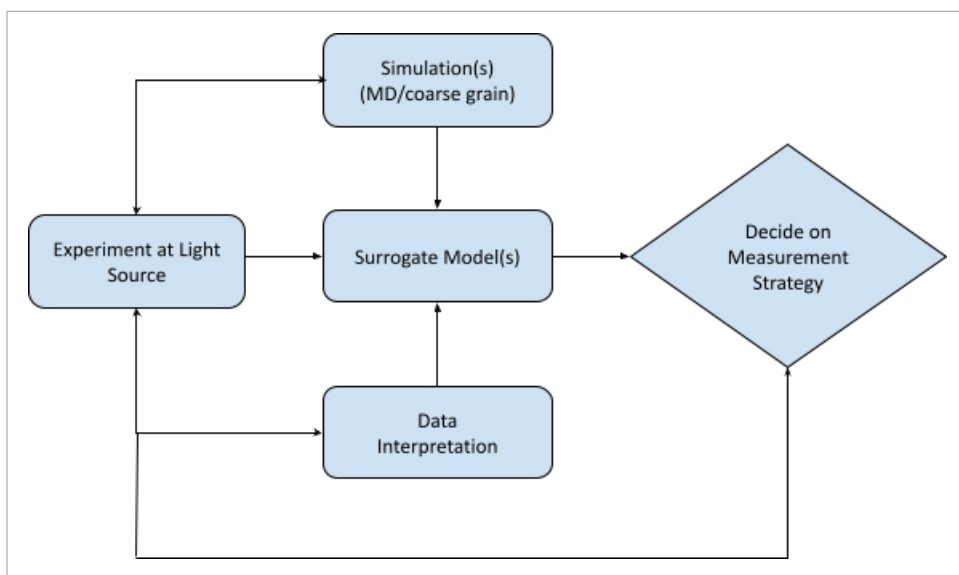 Simulation(s)
(MD/coarse grain)
Experiment at Light
Source
Surrogate Model(s)
Decide on
Measurement
Strategy
Data
Interpretation